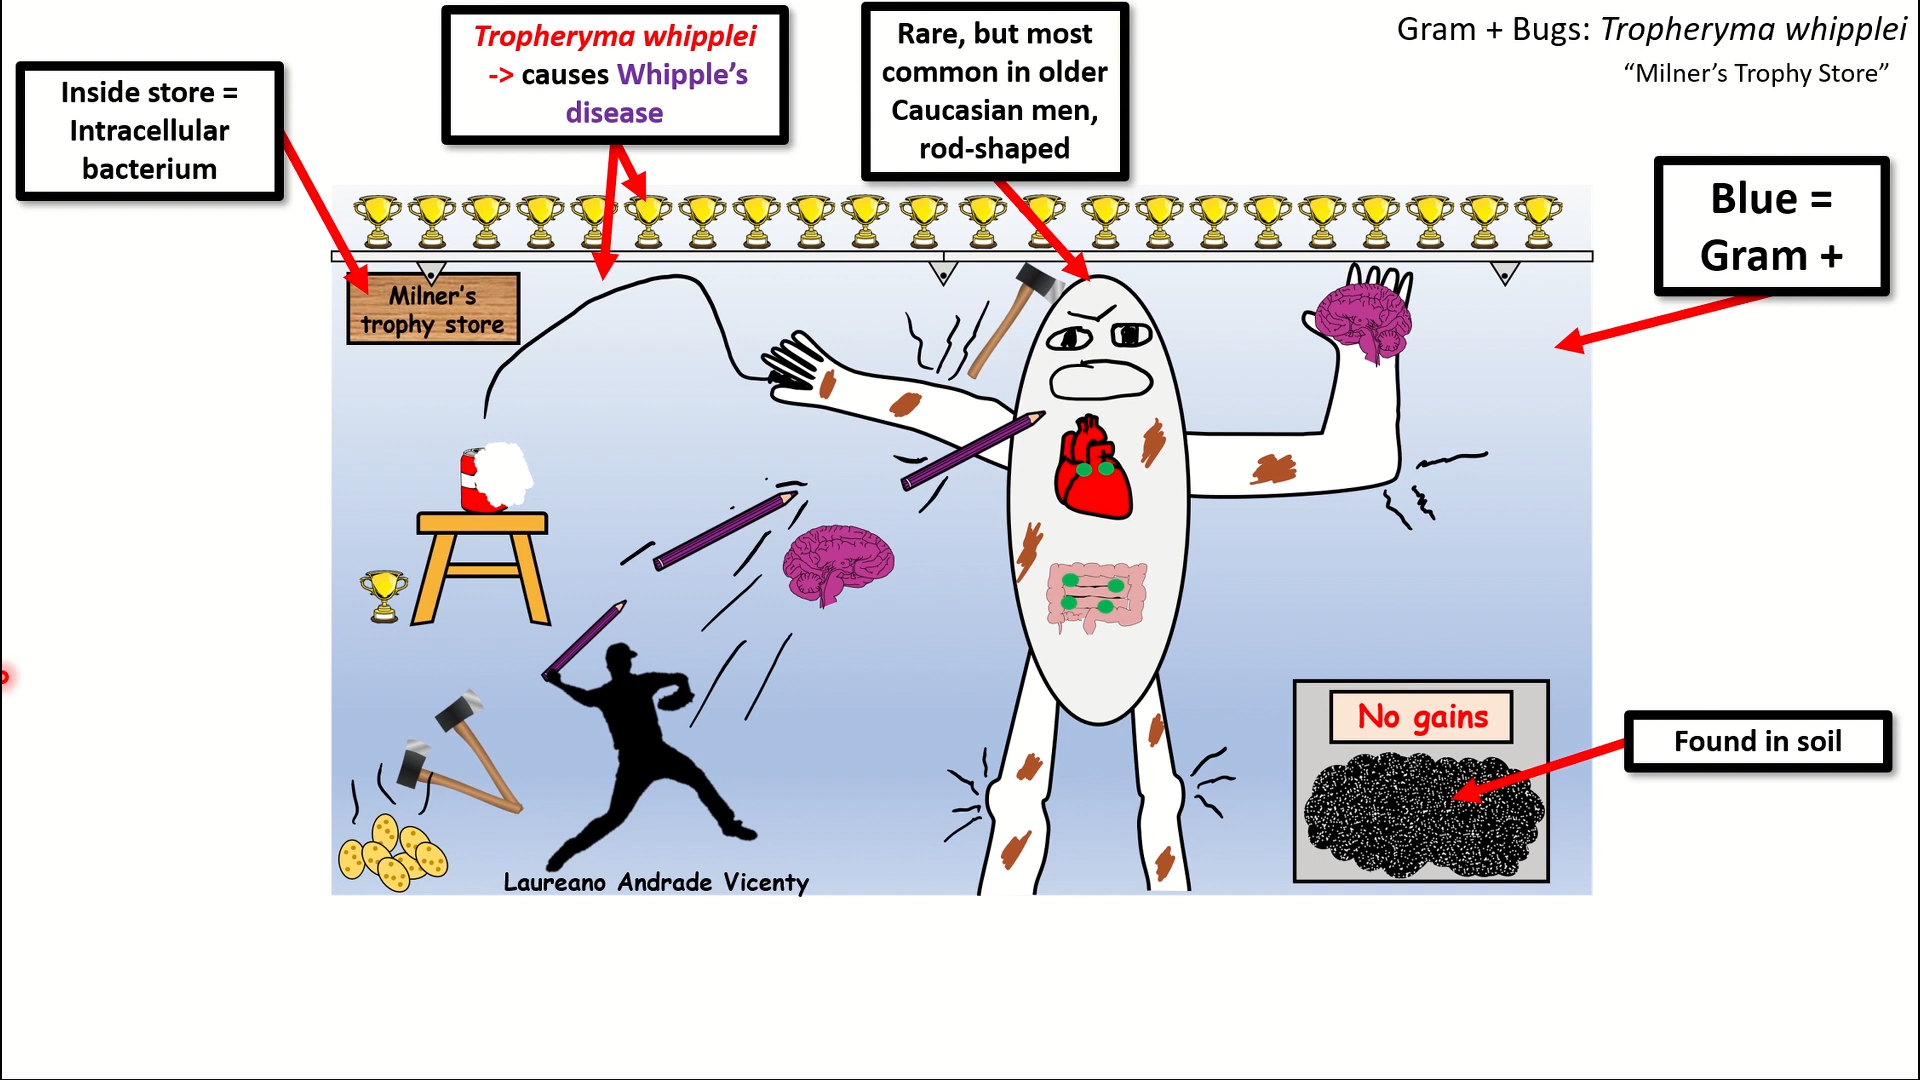 Gram + Bugs: Tropheryma whipplei
“Milner’s Trophy Store”
Inside store =
Intracellular
bacterium
Tropheryma whipplei
-> causes Whipple’s
disease
Rare, but most
common in older
Caucasian men,
rod-shaped
Blue =
Gram +
Milner’s
trophy store
No gains
Found in soil
Laureano Andrade Vicenty